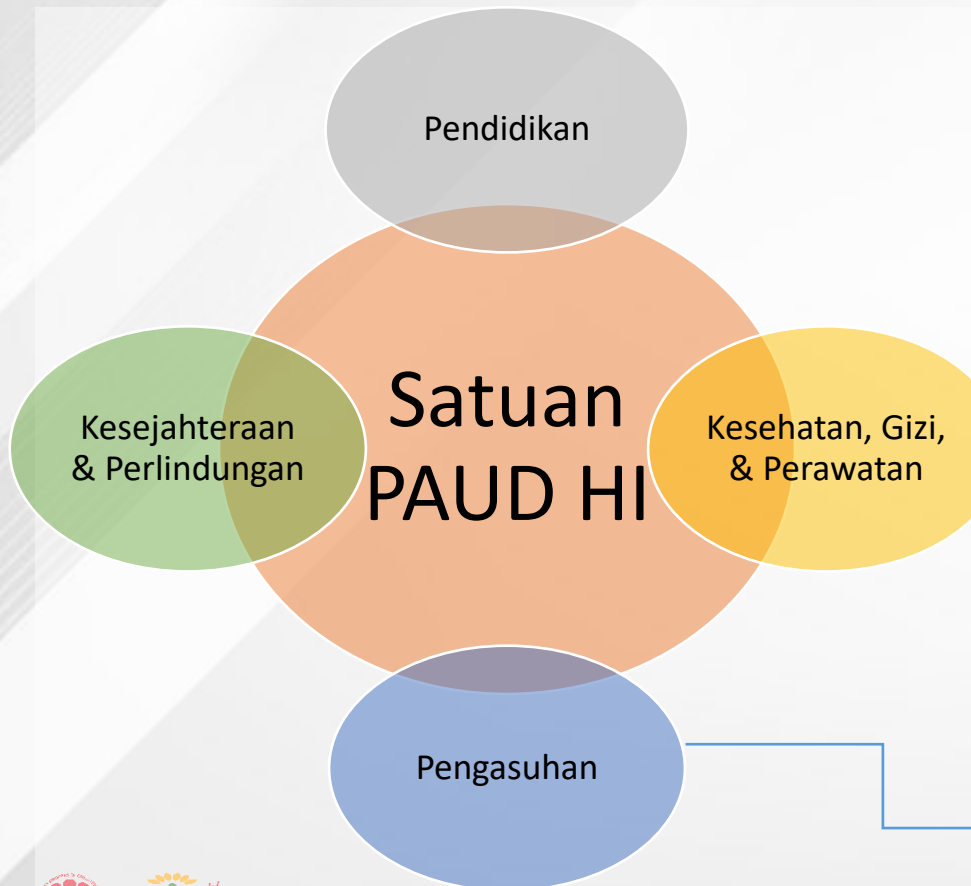 Pendidikan
Satuan
PAUD HI
Kesejahteraan
& Perlindungan
Kesehatan, Gizi,
& Perawatan
Pengasuhan